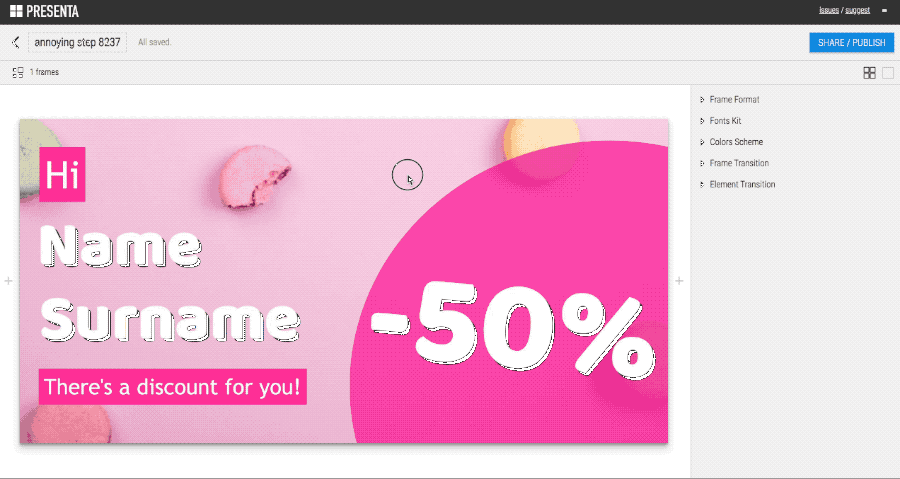 PRESENTA
Issues / suggest
annoying step 8237
All saved.
SHARE / PUBLISH
1 frames
Frame Format
Fonts Kit
Colors Scheme
Frame Transition
Element Transition
Hi
Name
Surname
There's a discount for you!
-50%